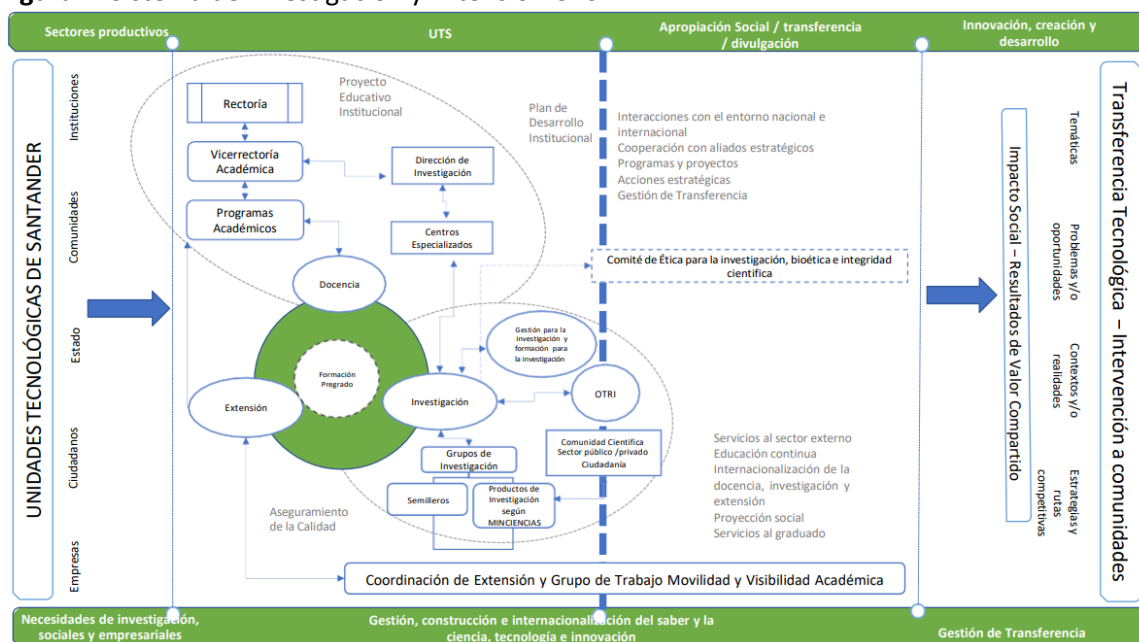 Sectores productivos
UTS
Apropiación Social / transferencia
/ divulgación
Innovación, creación y
desarrollo
UNIDADES TECNOLÓGICAS DE SANTANDER
Instituciones
Comunidades
Estado
Ciudadanos
Empresas
Proyecto
Educativo
Institucional
Rectoría
Vicerrectoría
Académica
Programas
Académicos
Dirección de
Investigación
Centros
Especializados
Plan de
Desarrollo
Institucional
Interacciones con el entorno nacional e
internacional
Cooperación con aliados estratégicos
Programas y proyectos
Acciones estratégicas
Gestión de Transferencia
Comité de Ética para la investigación, bioética e integridad
científica
Docencia
Formación
Pregrado
Extensión
Investigación
Gestión para la
investigación y
formación para
la investigación
OTRI
Comunidad Cientifica
Sector público /privado
Ciudadanía
Grupos de
Investigación
Semilleros
Productos de
Investigación
según
MINCIENCIAS
Aseguramiento
de la Calidad
Servicios al sector externo
Educación continua
Internacionalización de la
docencia, investigación y
extensión
Proyección social
Servicios al graduado
Coordinación de Extensión y Grupo de Trabajo Movilidad y Visibilidad Académica
Impacto Social – Resultados de Valor Compartido
Temáticas
Problemas y/o
oportunidades
Contextos y/o
realidades
Estrategias y
rutas
competitivas
Transferencia Tecnológica – Intervención a comunidades
Necesidades de investigación,
sociales y empresariales
Gestión, construcción e internacionalización del saber y la
ciencia, tecnología e innovación
Gestión de Transferencia